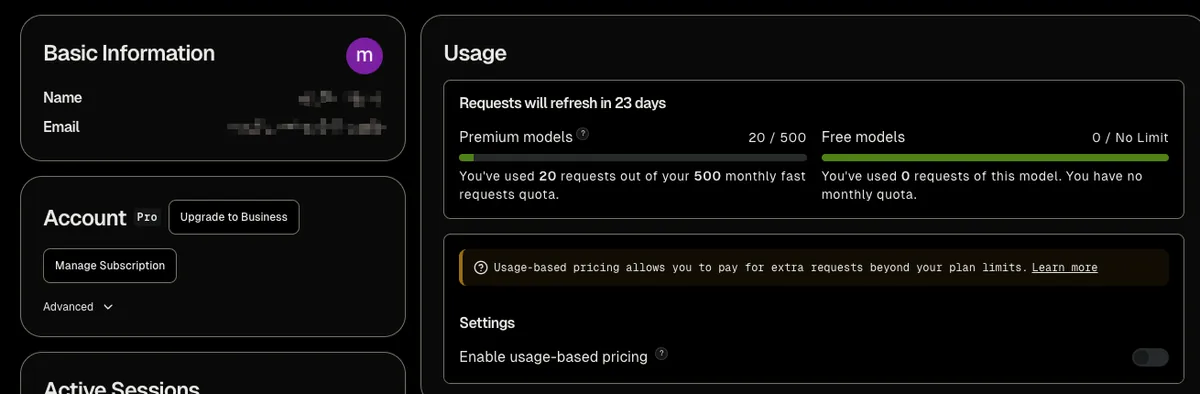 Basic Information
m
Name
Email
Account Pro Upgrade to Business
Manage Subscription
Advanced
Active Sessions
Usage
Requests will refresh in 23 days
Premium models ? 20 / 500
You've used 20 requests out of your 500 monthly fast
requests quota.
Free models 0 / No Limit
You've used 0 requests of this model. You have no
monthly quota.
? Usage-based pricing allows you to pay for extra requests beyond your plan limits. Learn more
Settings
Enable usage-based pricing ?